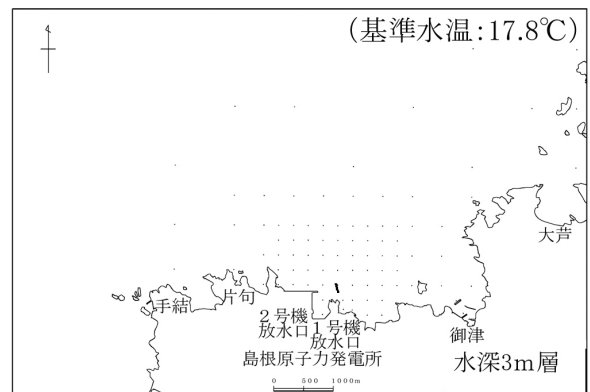 (基準水温:17.8℃)
大芦
手結
片句
2号機
放水口
1号機
放水口
御津
島根原子力発電所
水深3m層
0 500 1000m